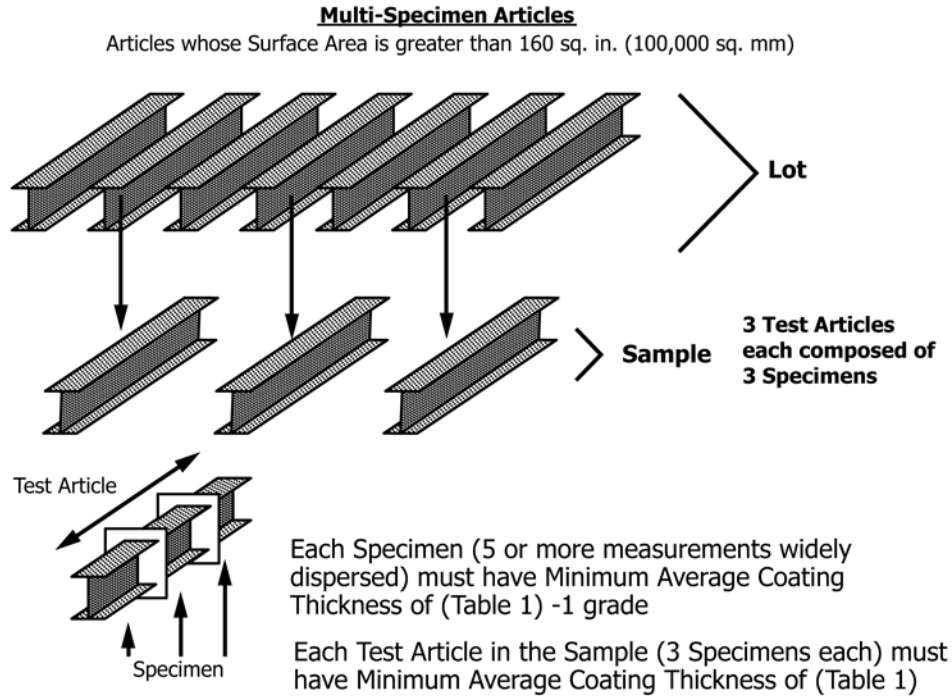 Multi-Specimen Articles
Articles whose Surface Area is greater than 160 sq. in. (100,000 sq. mm)
Lot
Sample
3 Test Articles
each composed of
3 Specimens
Test Article
Specimen
Each Specimen (5 or more measurements widely
dispersed) must have Minimum Average Coating
Thickness of (Table 1) -1 grade
Each Test Article in the Sample (3 Specimens each) must
have Minimum Average Coating Thickness of (Table 1)